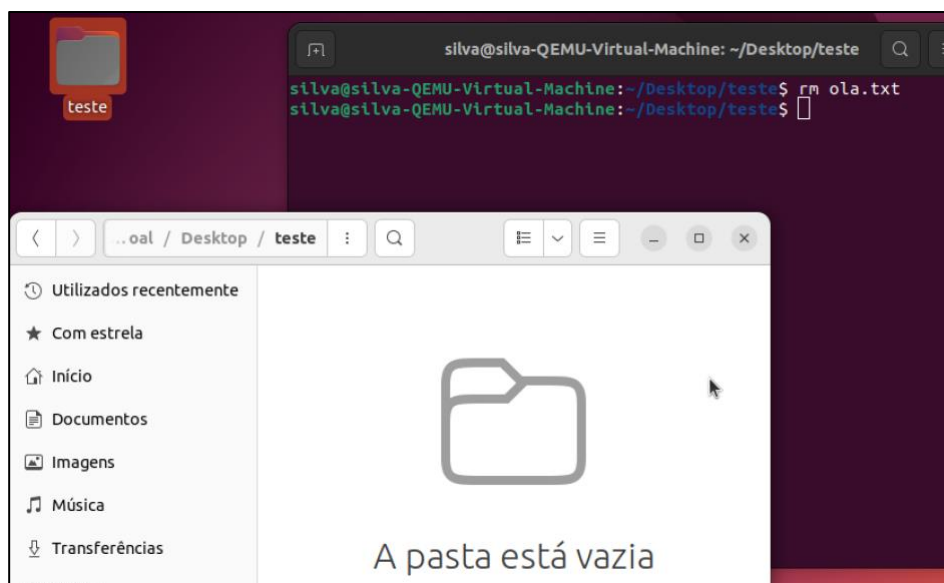 teste
silva@silva-QEMU-Virtual-Machine: ~/Desktop/teste
silva@silva-QEMU-Virtual-Machine:~/Desktop/teste$ rm ola.txt
silva@silva-QEMU-Virtual-Machine:~/Desktop/teste$
..oal / Desktop / teste
Utilizados recentemente
Com estrela
Início
Documentos
Imagens
Música
Transferências
A pasta está vazia